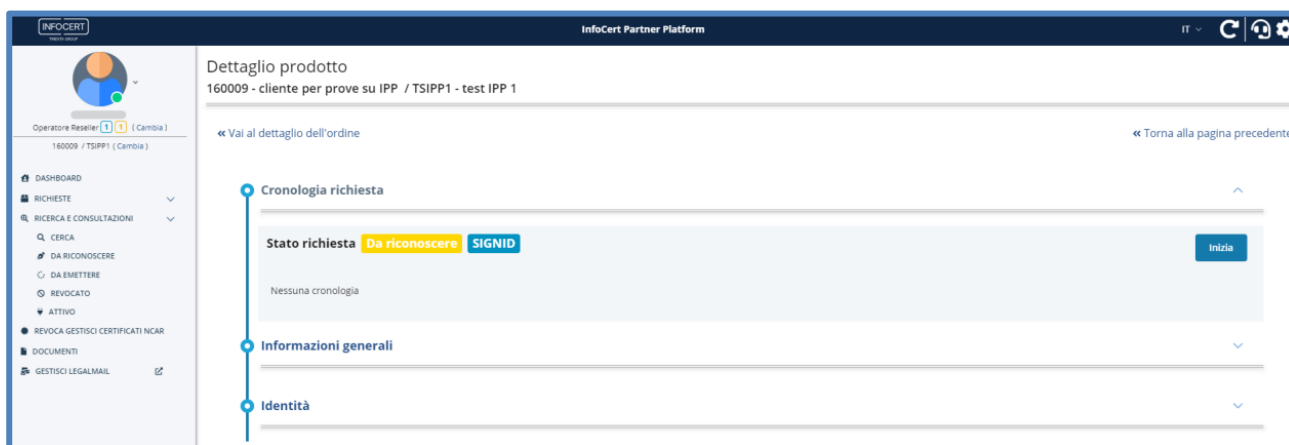 INFOCERT
TINEXTA GROUP
InfoCert Partner Platform
IT
Operatore Reseller 1 1 ( Cambia )
160009 / TSIPP1 ( Cambia )
DASHBOARD
RICHIESTE
RICERCA E CONSULTAZIONI
CERCA
DA RICONOSCERE
DA EMETTERE
REVOCATO
ATTIVO
REVOCA GESTISCI CERTIFICATI NCAR
DOCUMENTI
GESTISCI LEGALMAIL
Dettaglio prodotto
160009 - cliente per prove su IPP / TSIPP1 - test IPP 1
« Vai al dettaglio dell'ordine
« Torna alla pagina precedente
Cronologia richiesta
Stato richiesta Da riconoscere SIGNID
Inizia
Nessuna cronologia
Informazioni generali
Identità